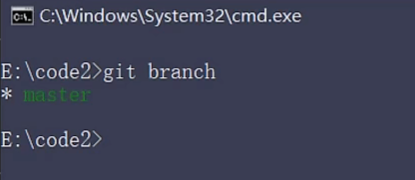 C:\Windows\System32\cmd.exe
E:\code2>git branch
* master
E:\code2>